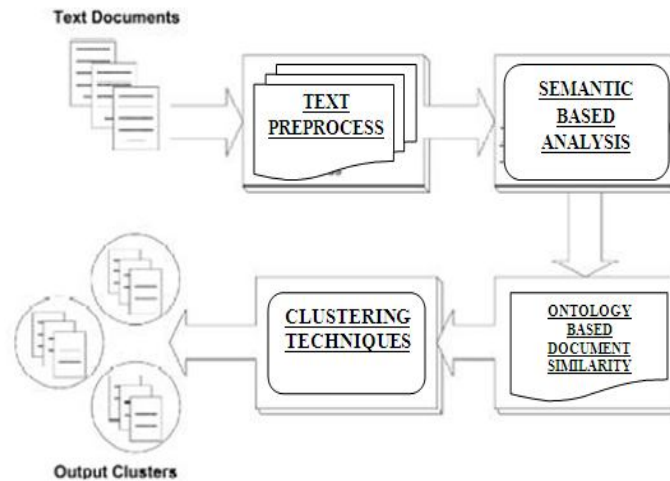 Text Documents
TEXT
PREPROCESS
SEMANTIC
BASED
ANALYSIS
CLUSTERING
TECHNIQUES
ONTOLOGY
BASED
DOCUMENT
SIMILARITY
Output Clusters